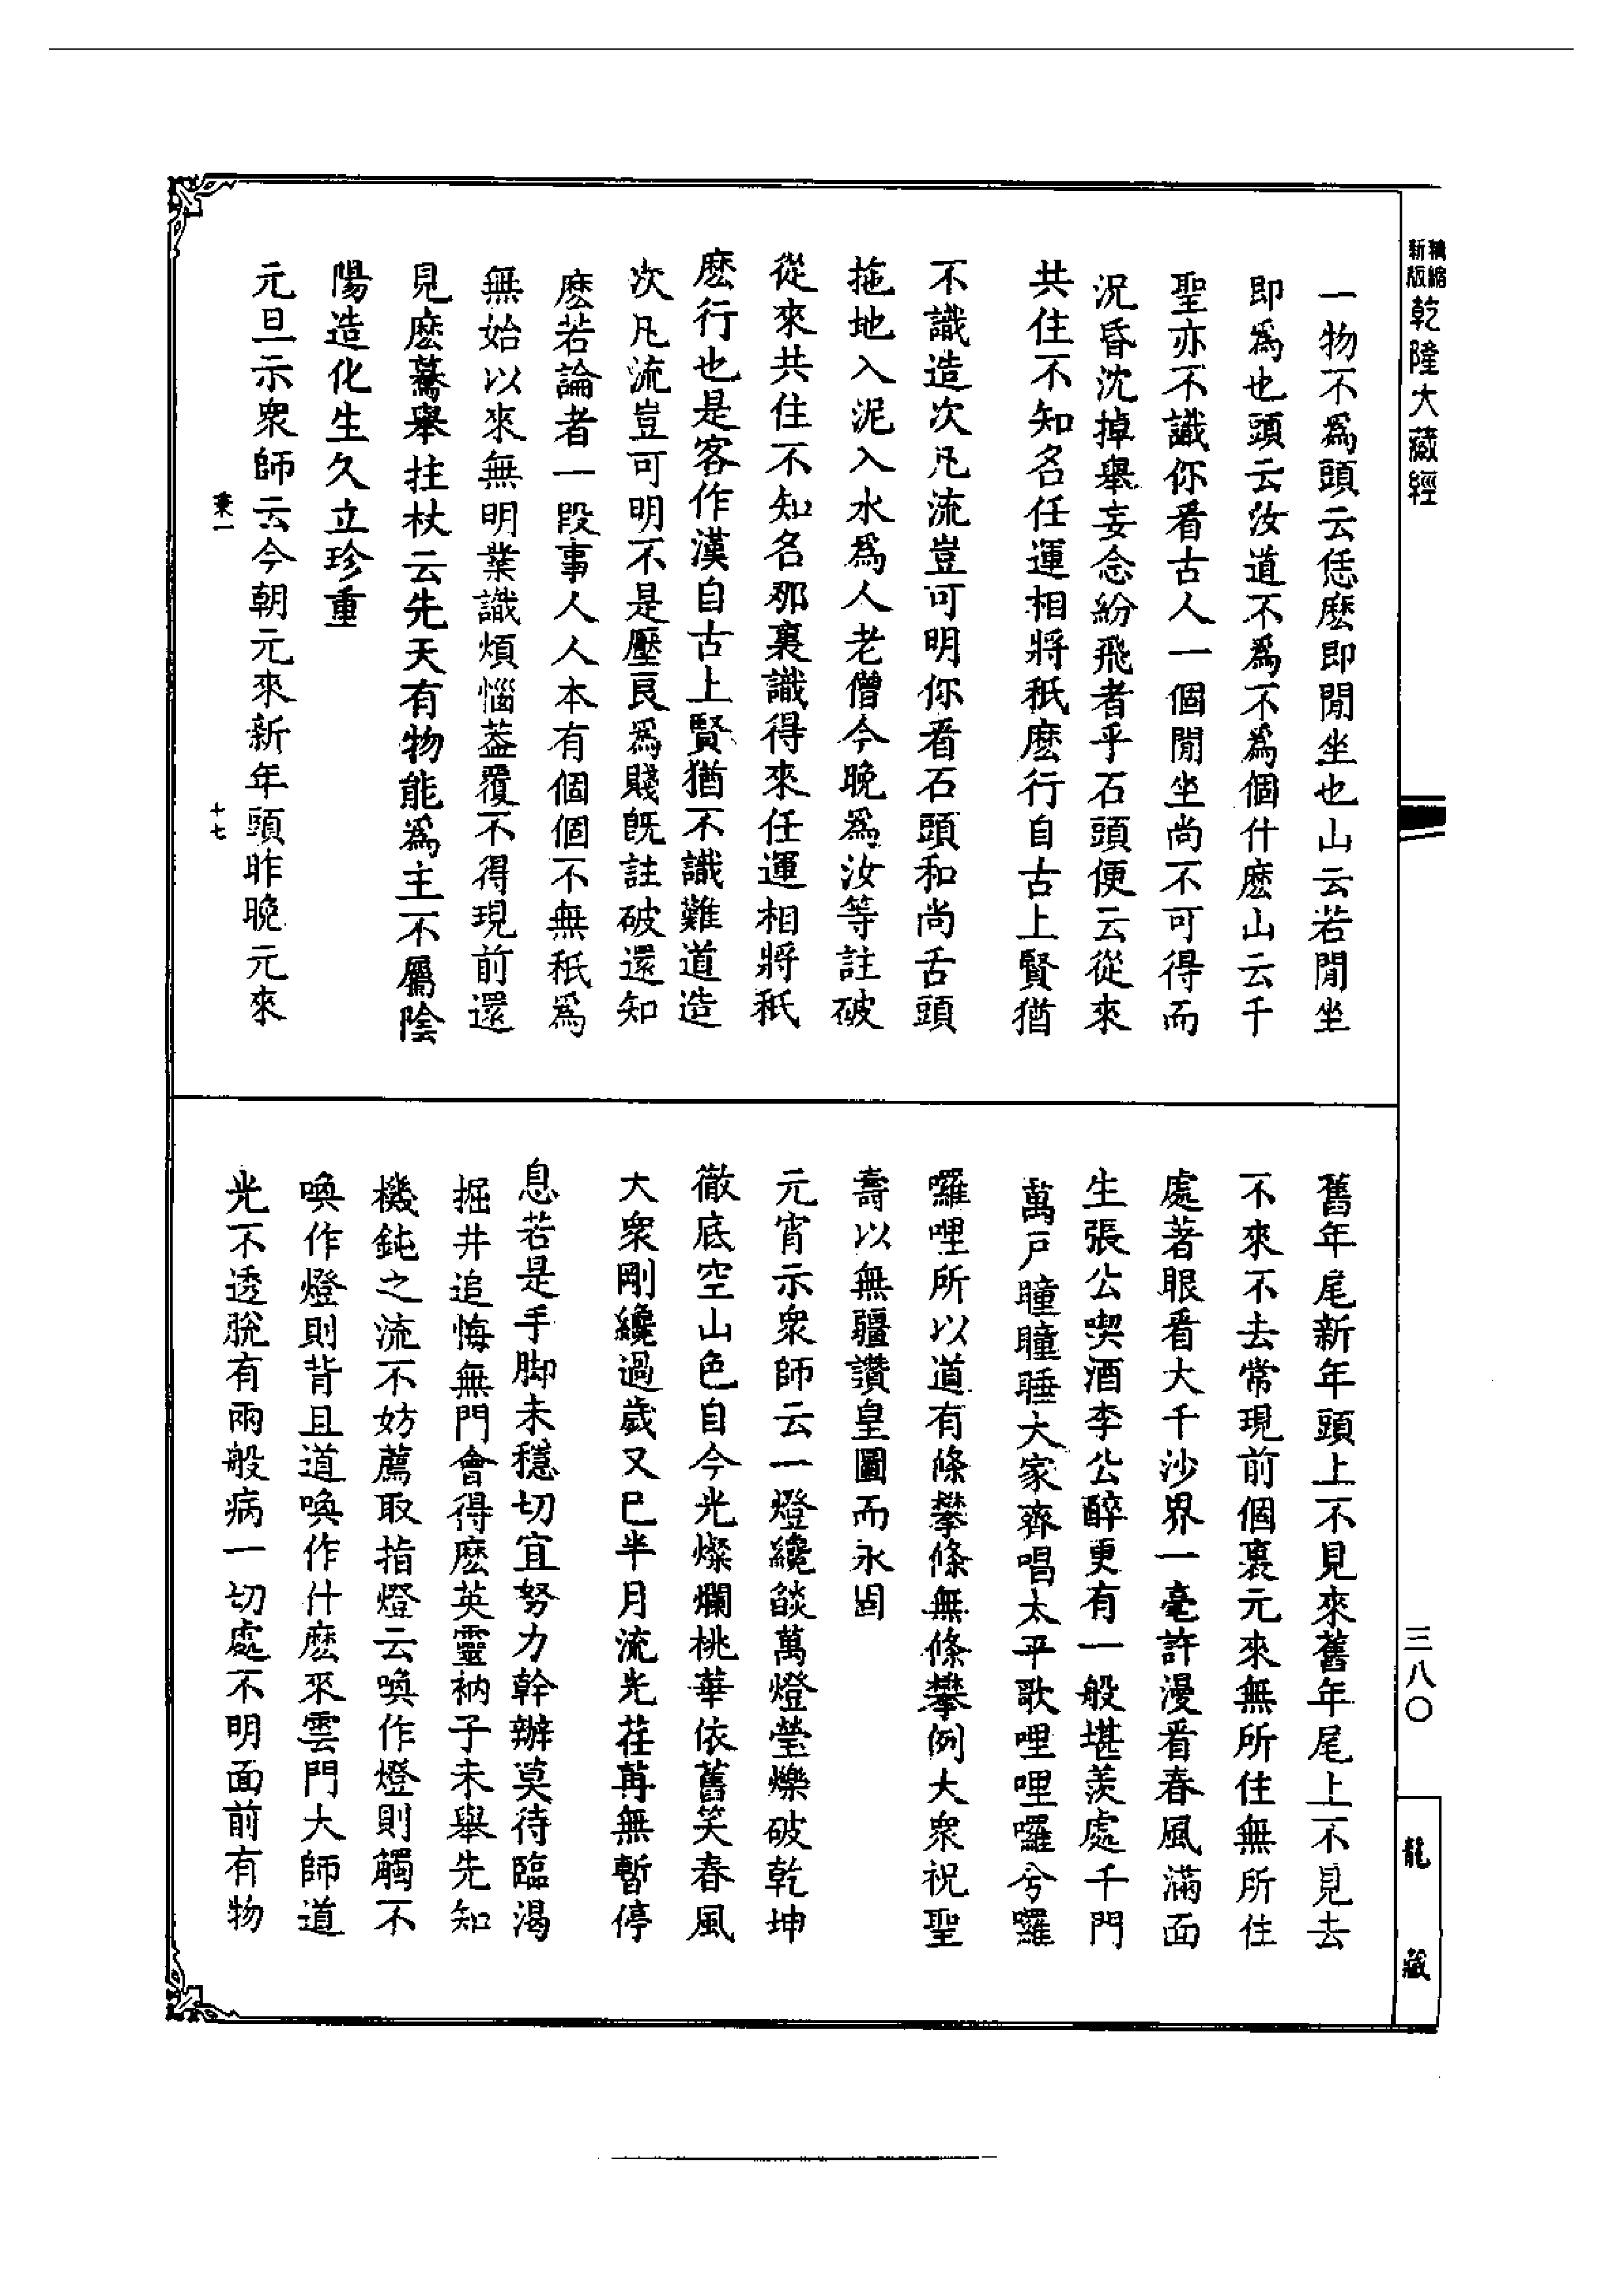 精縮新版乾隆大藏經
一物不爲頭云恁麽即閒坐也山云若閒坐
即爲也頭云汝道不爲不爲個什麽山云千
聖亦不識你看古人一個閒坐尚不可得而
況昏沈掉舉妄念紛飛者乎石頭便云從來
共住不知名任運相將秖麽行自古上賢猶
不識造次凡流豈可明你看石頭和尚舌頭
拖地入泥入水爲人老僧今晚爲汝等註破
從來共住不知名那裏識得來任運相將秖
麽行也是客作漢自古上賢猶不識難道造
次凡流豈可明不是壓良爲賤旣註破還知
麽若論者一段事人人本有個個不無秖爲
無始以來無明業識煩惱葢覆不得現前還
見麽驀舉拄杖云先天有物能爲主不屬陰
陽造化生久立珍重
元旦示衆師云今朝元來新年頭昨晚元來
秉一
十七
舊年尾新年頭上不見來舊年尾上不見去
不來不去常現前個裏元來無所住無所住
處著眼看大千沙界一毫許漫看春風滿面
生張公喫酒李公醉更有一般堪羨處千門
萬戸瞳瞳睡大家齊唱太平歌哩哩囉兮囉
囉哩所以道有條攀條無條攀例大衆祝聖
壽以無疆讚皇圖而永固
元宵示衆師云一燈纔燄萬燈瑩爍破乾坤
徹底空山色自今光燦爛桃華依舊笑春風
大衆剛纔過歲又巳半月流光荏苒無暫停
息若是手脚未穩切宜努力幹辦莫待臨渴
掘井追悔無門會得麽英靈衲子未舉先知
機鈍之流不妨薦取指燈云喚作燈則觸不
喚作燈則背且道喚作什麽來雲門大師道
光不透脫有兩般病一切處不明面前有物
三八〇
龍藏